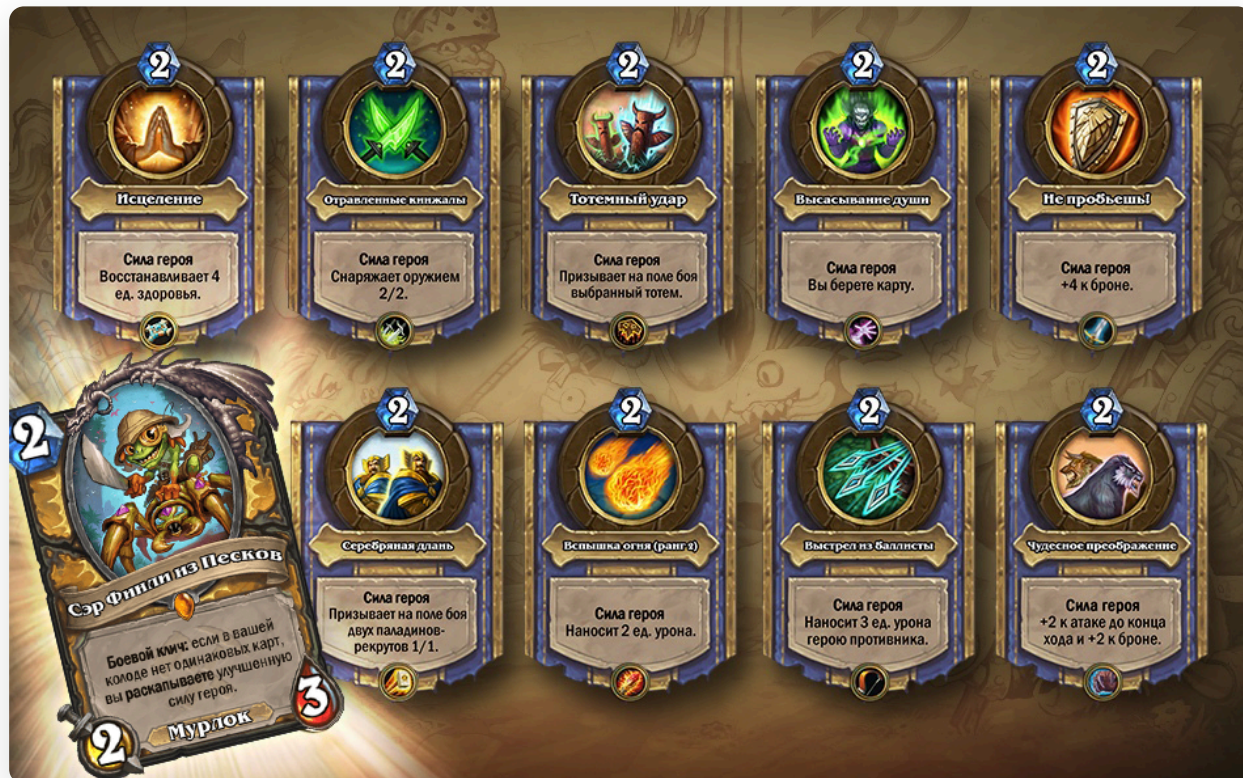 2
Исцеление
Сила героя
Восстанавливает 4
ед. здоровья.
2
Отравленные кинжалы
Сила героя
Снаряжает оружием
2/2.
2
Тотемный удар
Сила героя
Призывает на поле боя
выбранный тотем.
2
Высасывание души
Сила героя
Вы берете карту.
2
Не пробьешь!
Сила героя
+4 к броне.
2
Сэр Финли из Песков
Боевой клич: если в вашей
колоде нет одинаковых карт,
вы раскапываете улучшенную
силу героя.
2
Мурлок
3
2
Серебряная длань
Сила героя
Призывает на поле боя
двух паладинов-
рекрутов 1/1.
2
Вспышка огня (ранг 2)
Сила героя
Наносит 2 ед. урона.
2
Выстрел из баллисты
Сила героя
Наносит 3 ед. урона
герою противника.
2
Чудесное преображение
Сила героя
+2 к атаке до конца
хода и +2 к броне.